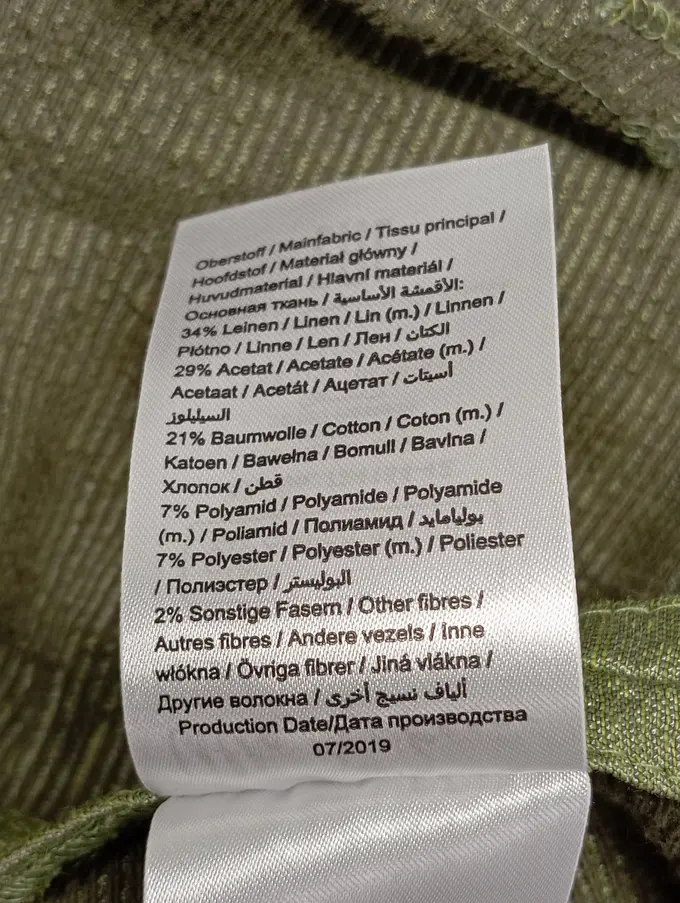 Oberstoff / Mainfabric / Tissu principal /
Hoofdstof / Materiał główny /
Huvudmaterial / Hlavní materiál /
Основная ткань / الأقمشة الأساسية:
34% Leinen / Linen / Lin (m.) / Linnen /
Płótno / Linne / Len / Лен / الكتان
29% Acetat / Acetate / Acétate (m.) /
Acetaat / Acetát / Ацетат / أسيتات
السيليلوز
21% Baumwolle / Cotton / Coton (m.) /
Katoen / Bawełna / Bomull / Bavlna /
Хлопок / قطن
7% Polyamid / Polyamide / Polyamide
(m.) / Poliamid / Полиамид / بوليامايد
7% Polyester / Polyester (m.) / Poliester
/ Полиэстер / البوليستر
2% Sonstige Fasern / Other fibres /
Autres fibres / Andere vezels / Inne
włókna / Övriga fibrer / Jiná vlákna /
Другие волокна / ألياف نسيج أخرى
Production Date/Дата производства
07/2019